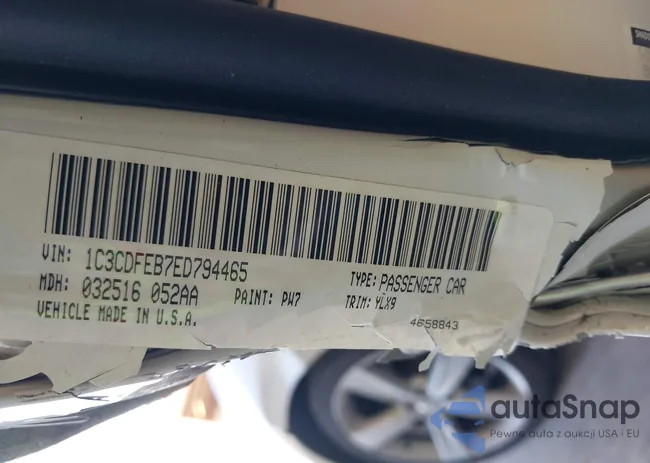 VIN: 1C3CDFEB7ED794465
MDH: 032516 052AA PAINT: PW7 TYPE: PASSENGER CAR
VEHICLE MADE IN U.S.A. TRIM: YLX9
4658843
autoSnap
Pewne auta z aukcji USA i EU